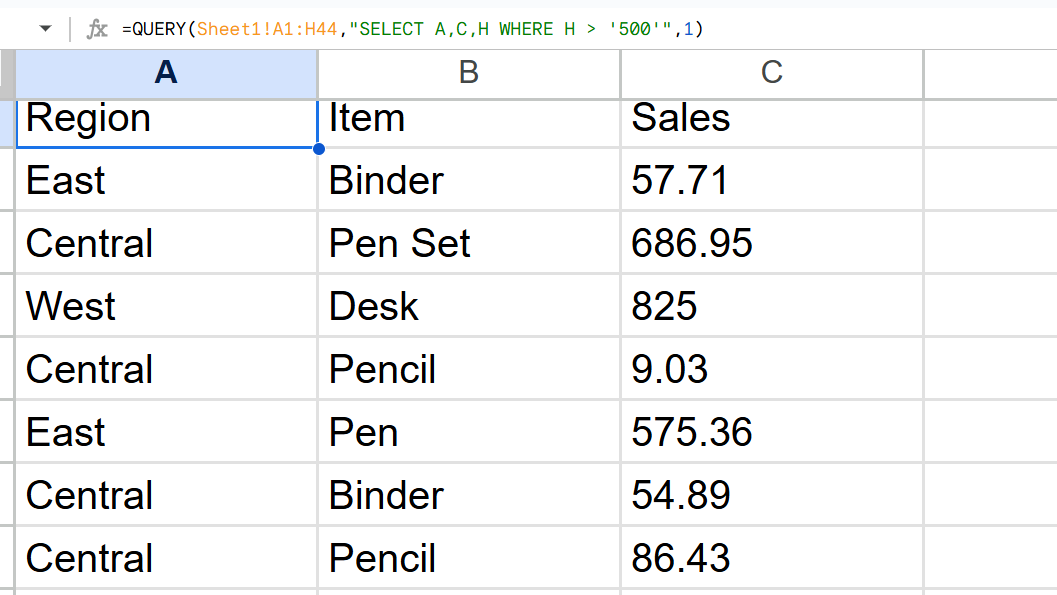 fx =QUERY(Sheet1!A1:H44,"SELECT A,C,H WHERE H > '500'",1)
A B C
Region Item Sales
East Binder 57.71
Central Pen Set 686.95
West Desk 825
Central Pencil 9.03
East Pen 575.36
Central Binder 54.89
Central Pencil 86.43